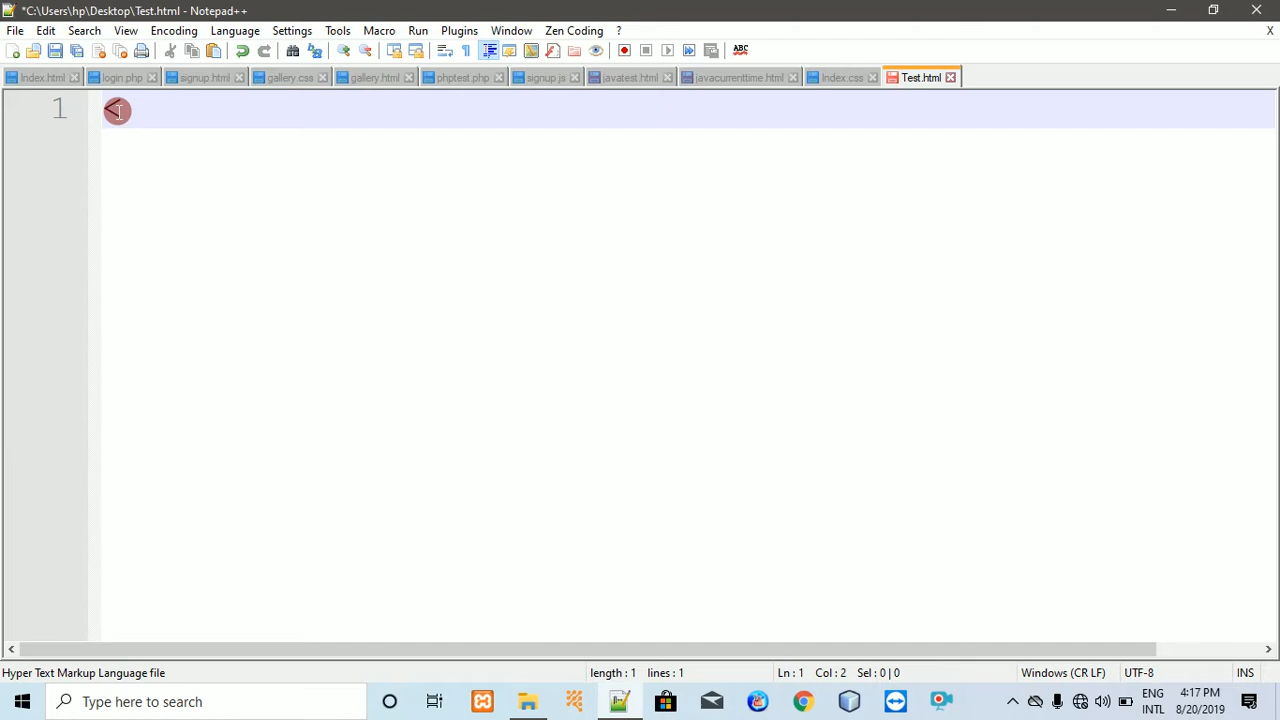 *C:\Users\hp\Desktop\Test.html - Notepad++
File Edit Search View Encoding Language Settings Tools Macro Run Plugins Window Zen Coding ? X
ABC
Index.html login.php signup.html gallery.css gallery.html phptest.php signup.js javatest.html javacurrenttime.html Index.css Test.html
1 <
Hyper Text Markup Language file length : 1 lines : 1 Ln : 1 Col : 2 Sel : 0 | 0 Windows (CR LF) UTF-8 INS
Type here to search ENG 4:17 PM
INTL 8/20/2019